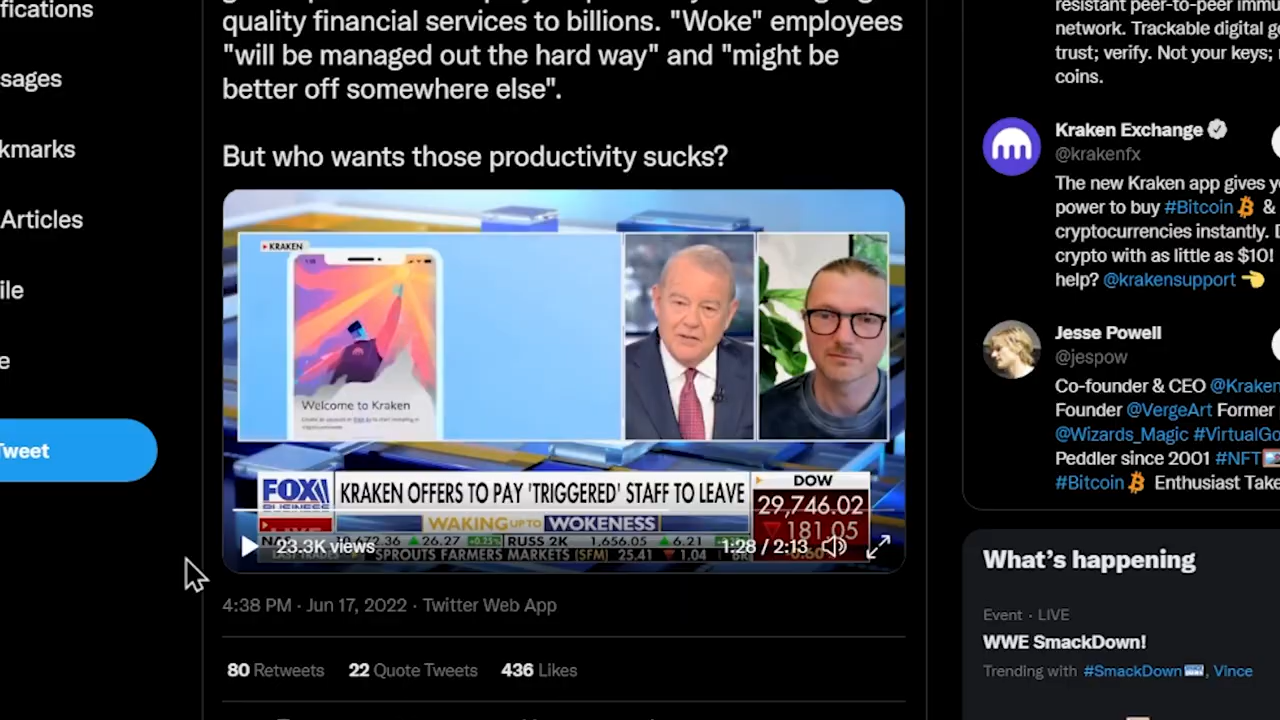 fications
sages
kmarks
Articles
ile
e
Tweet
quality financial services to billions. "Woke" employees
"will be managed out the hard way" and "might be
better off somewhere else".
But who wants those productivity sucks?
KRAKEN
Welcome to Kraken
FOX
BUSINESS
KRAKEN OFFERS TO PAY 'TRIGGERED' STAFF TO LEAVE
WAKING UP TO WOKENESS
DOW
29,746.02
181.05
26.27 +0.25% RUSS 2K 1,656.05 6.21
SPROUTS FARMERS MARKETS (SFM) 25.41 1.04
23.3K views
1:28 / 2:13
4:38 PM · Jun 17, 2022 · Twitter Web App
80 Retweets 22 Quote Tweets 436 Likes
resistant peer-to-peer immu
network. Trackable digital go
trust; verify. Not your keys; n
coins.
Kraken Exchange
@krakenfx
The new Kraken app gives yo
power to buy #Bitcoin &
cryptocurrencies instantly. D
crypto with as little as $10!
help? @krakensupport
Jesse Powell
@jespow
Co-founder & CEO @Kraken
Founder @VergeArt Former
@Wizards_Magic #VirtualGo
Peddler since 2001 #NFT
#Bitcoin Enthusiast Take
What's happening
Event · LIVE
WWE SmackDown!
Trending with #SmackDown, Vince